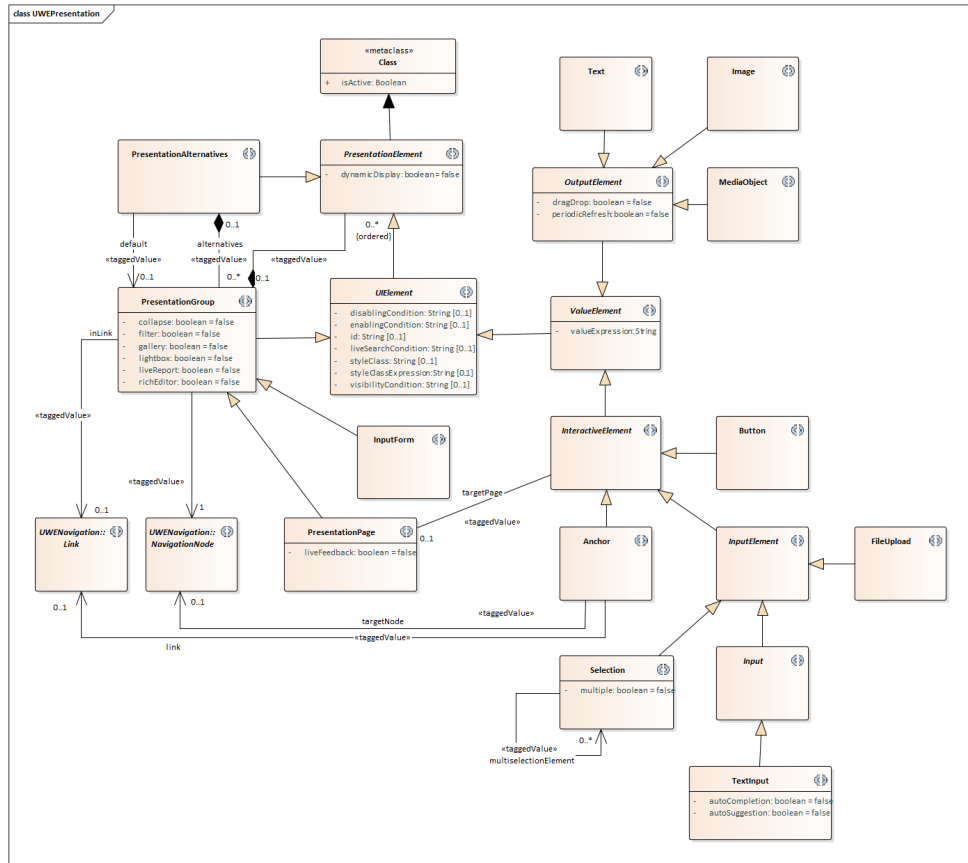 class UWEPresentation
«metaclass»
Class
+ isActive: Boolean
Text
Image
PresentationAlternatives
PresentationElement
- dynamicDisplay: boolean = false
OutputElement
- dragDrop: boolean = false
- periodicRefresh: boolean = false
MediaObject
default
«taggedValue»
0..1
0..1
alternatives
«taggedValue»
0..*
0..*
{ordered}
«taggedValue»
0..1
PresentationGroup
- collapse: boolean = false
- filter: boolean = false
- gallery: boolean = false
- lightbox: boolean = false
- liveReport: boolean = false
- richEditor: boolean = false
UIElement
- disablingCondition: String [0..1]
- enablingCondition: String [0..1]
- id: String [0..1]
- liveSearchCondition: String [0..1]
- styleClass: String [0..1]
- styleClassExpression: String [0..1]
- visibilityCondition: String [0..1]
ValueElement
- valueExpression: String
inLink
«taggedValue»
0..1
«taggedValue»
1
InputForm
InteractiveElement
Button
targetPage
«taggedValue»
0..1
UWENavigation::
Link
UWENavigation::
NavigationNode
PresentationPage
- liveFeedback: boolean = false
Anchor
InputElement
FileUpload
0..1
0..1
«taggedValue»
targetNode
«taggedValue»
link
Selection
- multiple: boolean = false
Input
0..*
«taggedValue»
multiselectionElement
TextInput
- autoCompletion: boolean = false
- autoSuggestion: boolean = false